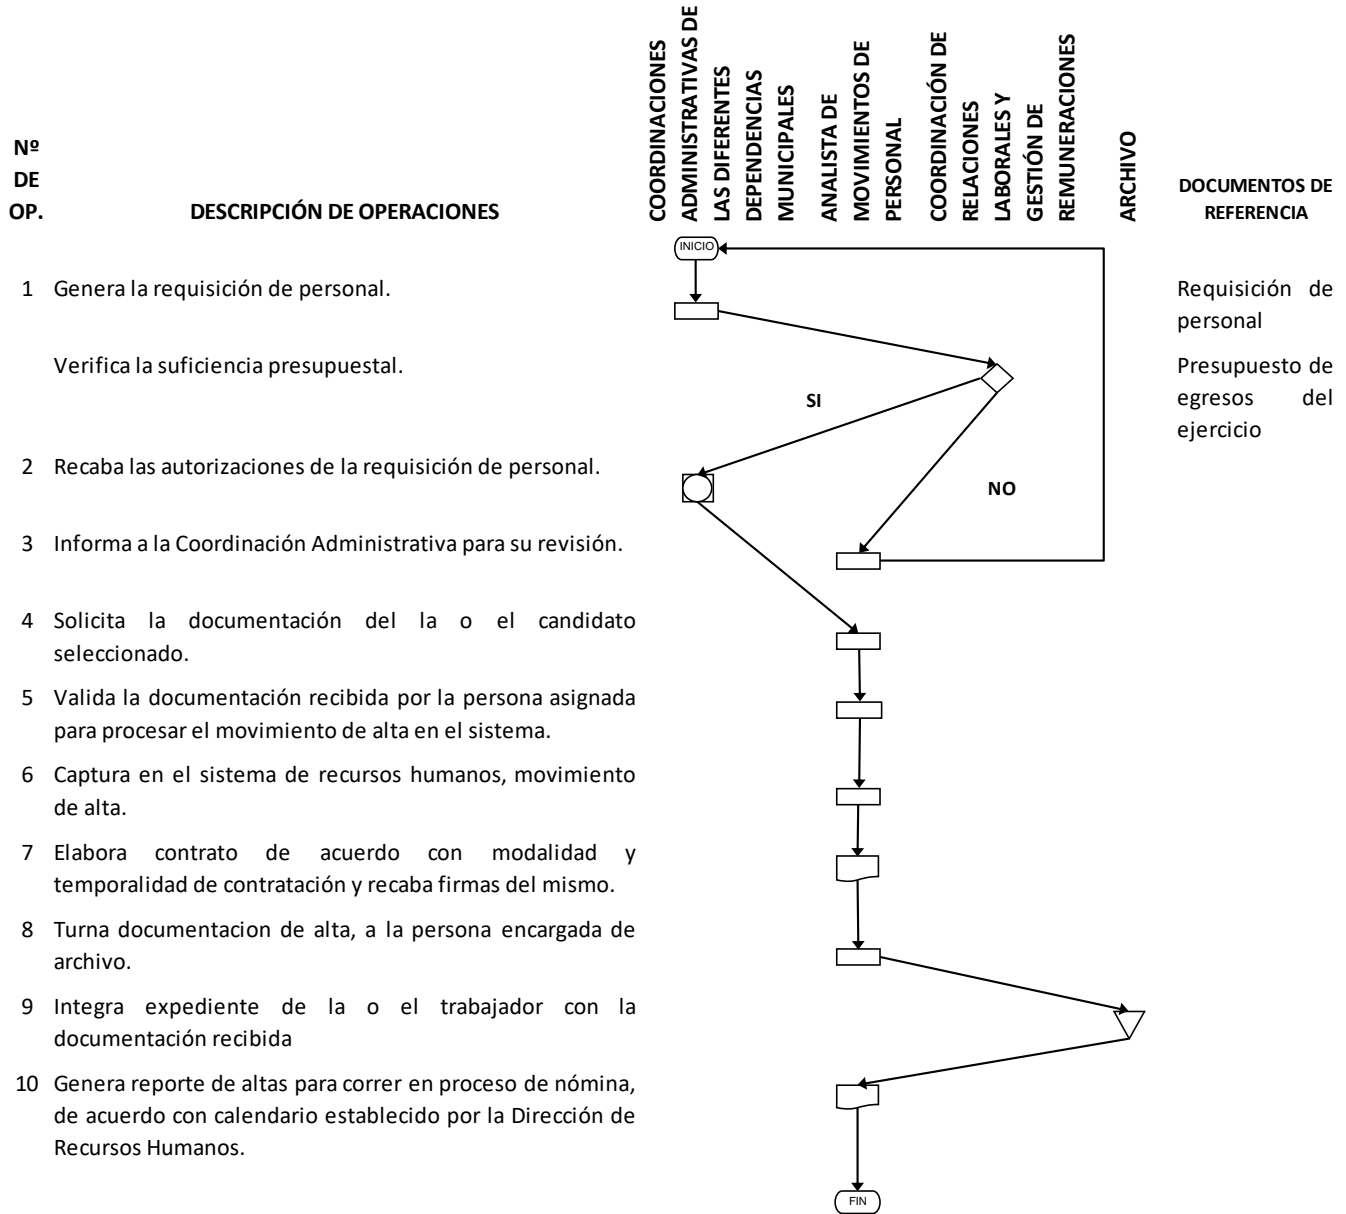 COORDINACIONES
ADMINISTRATIVAS DE
LAS DIFERENTES
DEPENDENCIAS
MUNICIPALES
ANALISTA DE
MOVIMIENTOS DE
PERSONAL
COORDINACIÓN DE
RELACIONES
LABORALES Y
GESTIÓN DE
REMUNERACIONES
ARCHIVO
Nº
DE
OP.
DESCRIPCIÓN DE OPERACIONES
DOCUMENTOS DE
REFERENCIA
INICIO
1 Genera la requisición de personal.
Requisición de
personal
Verifica la suficiencia presupuestal.
Presupuesto de
egresos del
ejercicio
SI
2 Recaba las autorizaciones de la requisición de personal.
NO
3 Informa a la Coordinación Administrativa para su revisión.
4 Solicita la documentación del la o el candidato
seleccionado.
5 Valida la documentación recibida por la persona asignada
para procesar el movimiento de alta en el sistema.
6 Captura en el sistema de recursos humanos, movimiento
de alta.
7 Elabora contrato de acuerdo con modalidad y
temporalidad de contratación y recaba firmas del mismo.
8 Turna documentacion de alta, a la persona encargada de
archivo.
9 Integra expediente de la o el trabajador con la
documentación recibida
10 Genera reporte de altas para correr en proceso de nómina,
de acuerdo con calendario establecido por la Dirección de
Recursos Humanos.
FIN